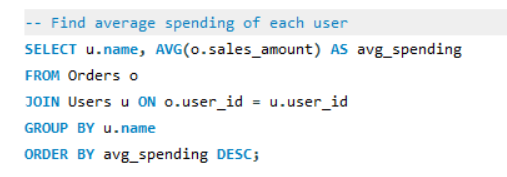 -- Find average spending of each user
SELECT u.name, AVG(o.sales_amount) AS avg_spending
FROM Orders o
JOIN Users u ON o.user_id = u.user_id
GROUP BY u.name
ORDER BY avg_spending DESC;